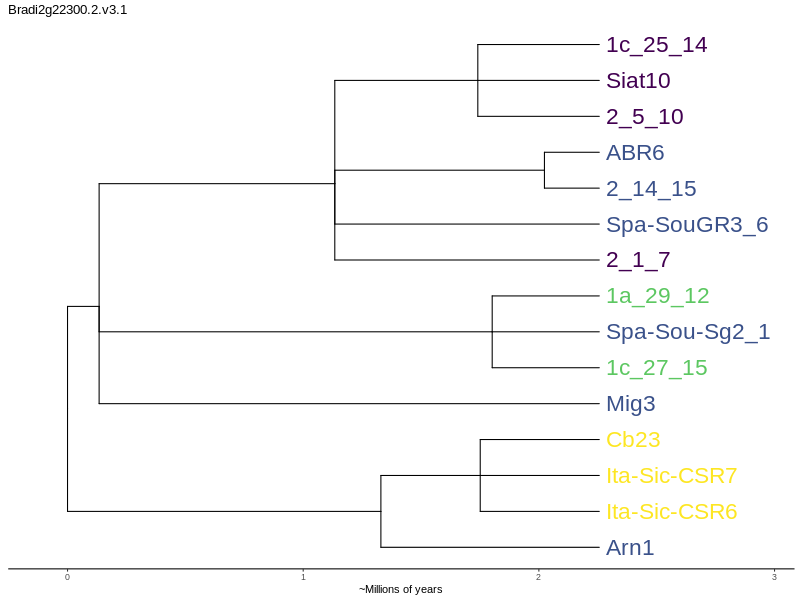 Bradi2g22300.2.v3.1
1c_25_14
Siat10
2_5_10
ABR6
2_14_15
Spa-SouGR3_6
2_1_7
1a_29_12
Spa-Sou-Sg2_1
1c_27_15
Mig3
Cb23
Ita-Sic-CSR7
Ita-Sic-CSR6
Arn1
0 1 2 3
~Millions of years